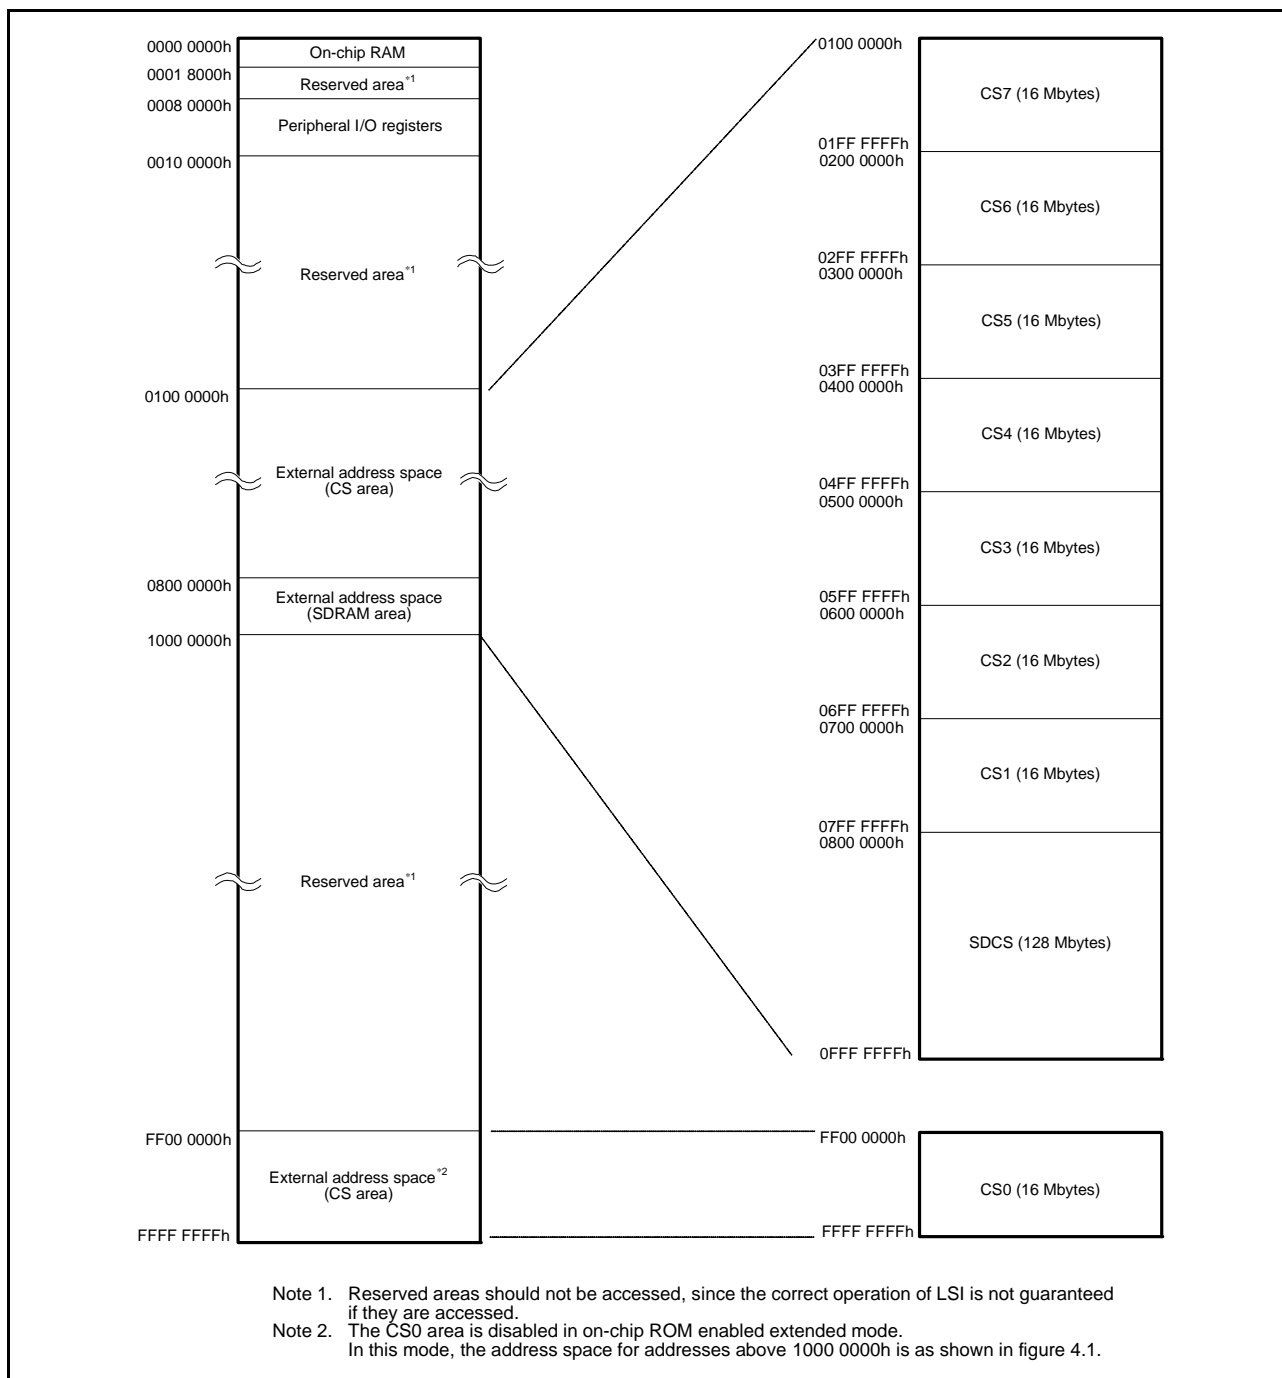 0000 0000h
On-chip RAM
0001 8000h
Reserved area*1
0008 0000h
Peripheral I/O registers
0010 0000h
Reserved area*1
0100 0000h
External address space
(CS area)
0800 0000h
External address space
(SDRAM area)
1000 0000h
Reserved area*1
FF00 0000h
External address space*2
(CS area)
FFFF FFFFh
0100 0000h
CS7 (16 Mbytes)
01FF FFFFh
0200 0000h
CS6 (16 Mbytes)
02FF FFFFh
0300 0000h
CS5 (16 Mbytes)
03FF FFFFh
0400 0000h
CS4 (16 Mbytes)
04FF FFFFh
0500 0000h
CS3 (16 Mbytes)
05FF FFFFh
0600 0000h
CS2 (16 Mbytes)
06FF FFFFh
0700 0000h
CS1 (16 Mbytes)
07FF FFFFh
0800 0000h
SDCS (128 Mbytes)
0FFF FFFFh
FF00 0000h
CS0 (16 Mbytes)
FFFF FFFFh
Note 1. Reserved areas should not be accessed, since the correct operation of LSI is not guaranteed
if they are accessed.
Note 2. The CS0 area is disabled in on-chip ROM enabled extended mode.
In this mode, the address space for addresses above 1000 0000h is as shown in figure 4.1.